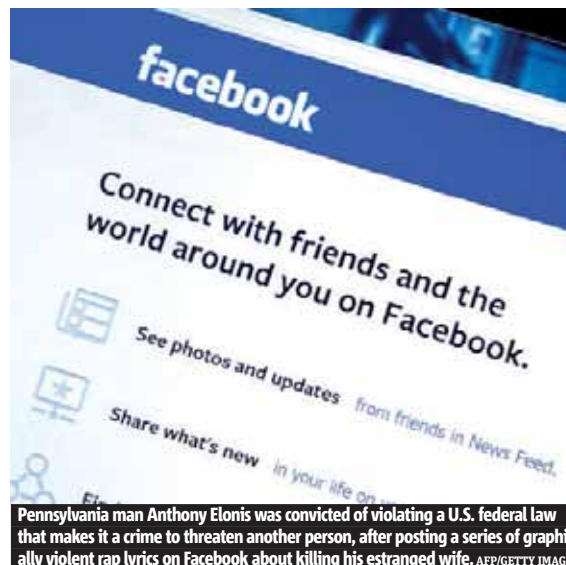 facebook
Connect with friends and the
world around you on Facebook.
See photos and updates from friends in News Feed.
Share what's new in your life on
Pennsylvania man Anthony Elonis was convicted of violating a U.S. federal law
that makes it a crime to threaten another person, after posting a series of graphi
ally violent rap lyrics on Facebook about killing his estranged wife. AFP/GETTY IMAG